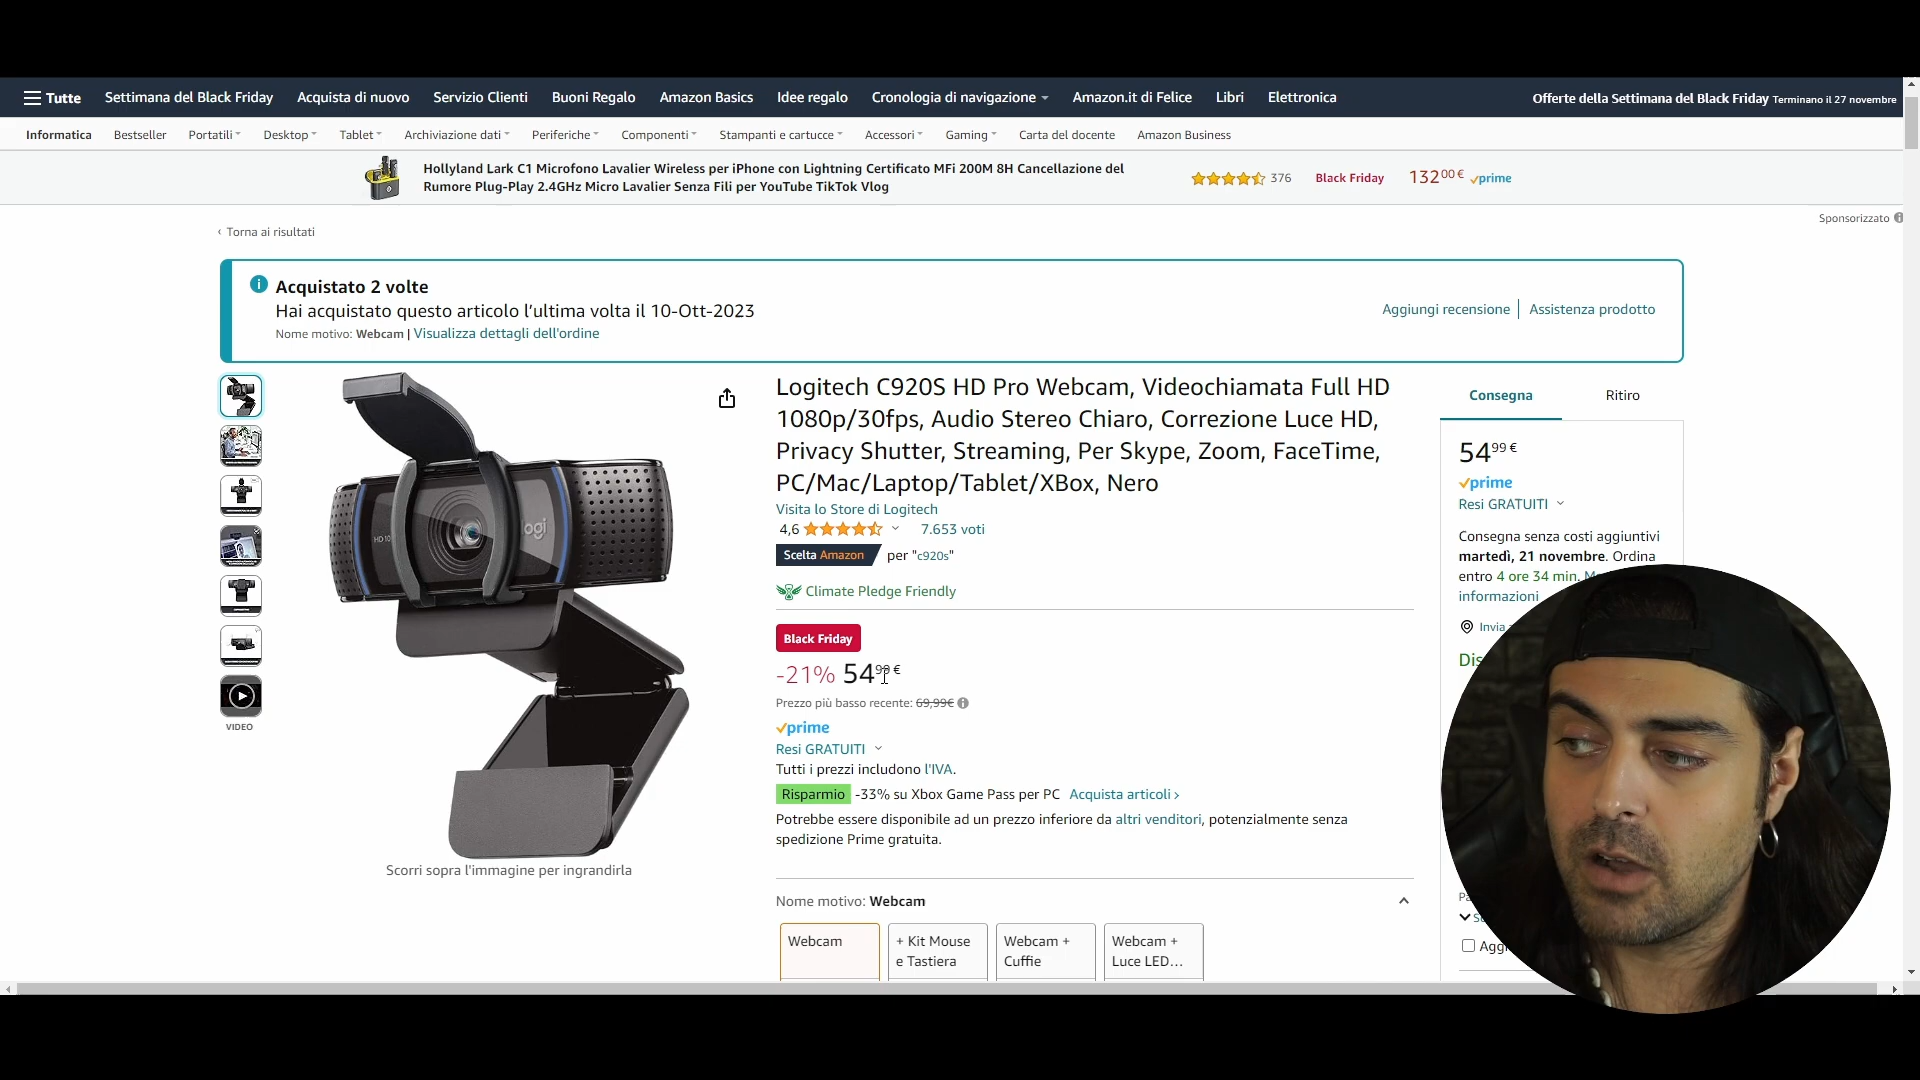 Tutte Settimana del Black Friday Acquista di nuovo Servizio Clienti Buoni Regalo Amazon Basics Idee regalo Cronologia di navigazione Amazon.it di Felice Libri Elettronica Offerte della Settimana del Black Friday Terminano il 27 novembre
Informatica Bestseller Portatili Desktop Tablet Archiviazione dati Periferiche Componenti Stampanti e cartucce Accessori Gaming Carta del docente Amazon Business
Hollyland Lark C1 Microfono Lavalier Wireless per iPhone con Lightning Certificato MFi 200M 8H Cancellazione del
Rumore Plug-Play 2.4GHz Micro Lavalier Senza Fili per YouTube TikTok Vlog
376 Black Friday 132,00 € prime
Sponsorizzato
‹ Torna ai risultati
Acquistato 2 volte
Hai acquistato questo articolo l'ultima volta il 10-Ott-2023
Nome motivo: Webcam | Visualizza dettagli dell'ordine
Aggiungi recensione | Assistenza prodotto
VIDEO
logi
Scorri sopra l'immagine per ingrandirla
Logitech C920S HD Pro Webcam, Videochiamata Full HD
1080p/30fps, Audio Stereo Chiaro, Correzione Luce HD,
Privacy Shutter, Streaming, Per Skype, Zoom, FaceTime,
PC/Mac/Laptop/Tablet/XBox, Nero
Visita lo Store di Logitech
4,6 7.653 voti
Scelta Amazon per "c920s"
Climate Pledge Friendly
Black Friday
-21% 54,99 €
Prezzo più basso recente: 69,99€
prime
Resi GRATUITI
Tutti i prezzi includono l'IVA.
Risparmio -33% su Xbox Game Pass per PC Acquista articoli ›
Potrebbe essere disponibile ad un prezzo inferiore da altri venditori, potenzialmente senza
spedizione Prime gratuita.
Nome motivo: Webcam
Webcam
+ Kit Mouse
e Tastiera
Webcam +
Cuffie
Webcam +
Luce LED...
Consegna Ritiro
54,99 €
prime
Resi GRATUITI
Consegna senza costi aggiuntivi
martedì, 21 novembre. Ordina
entro 4 ore 34 min.
informazioni
Invia